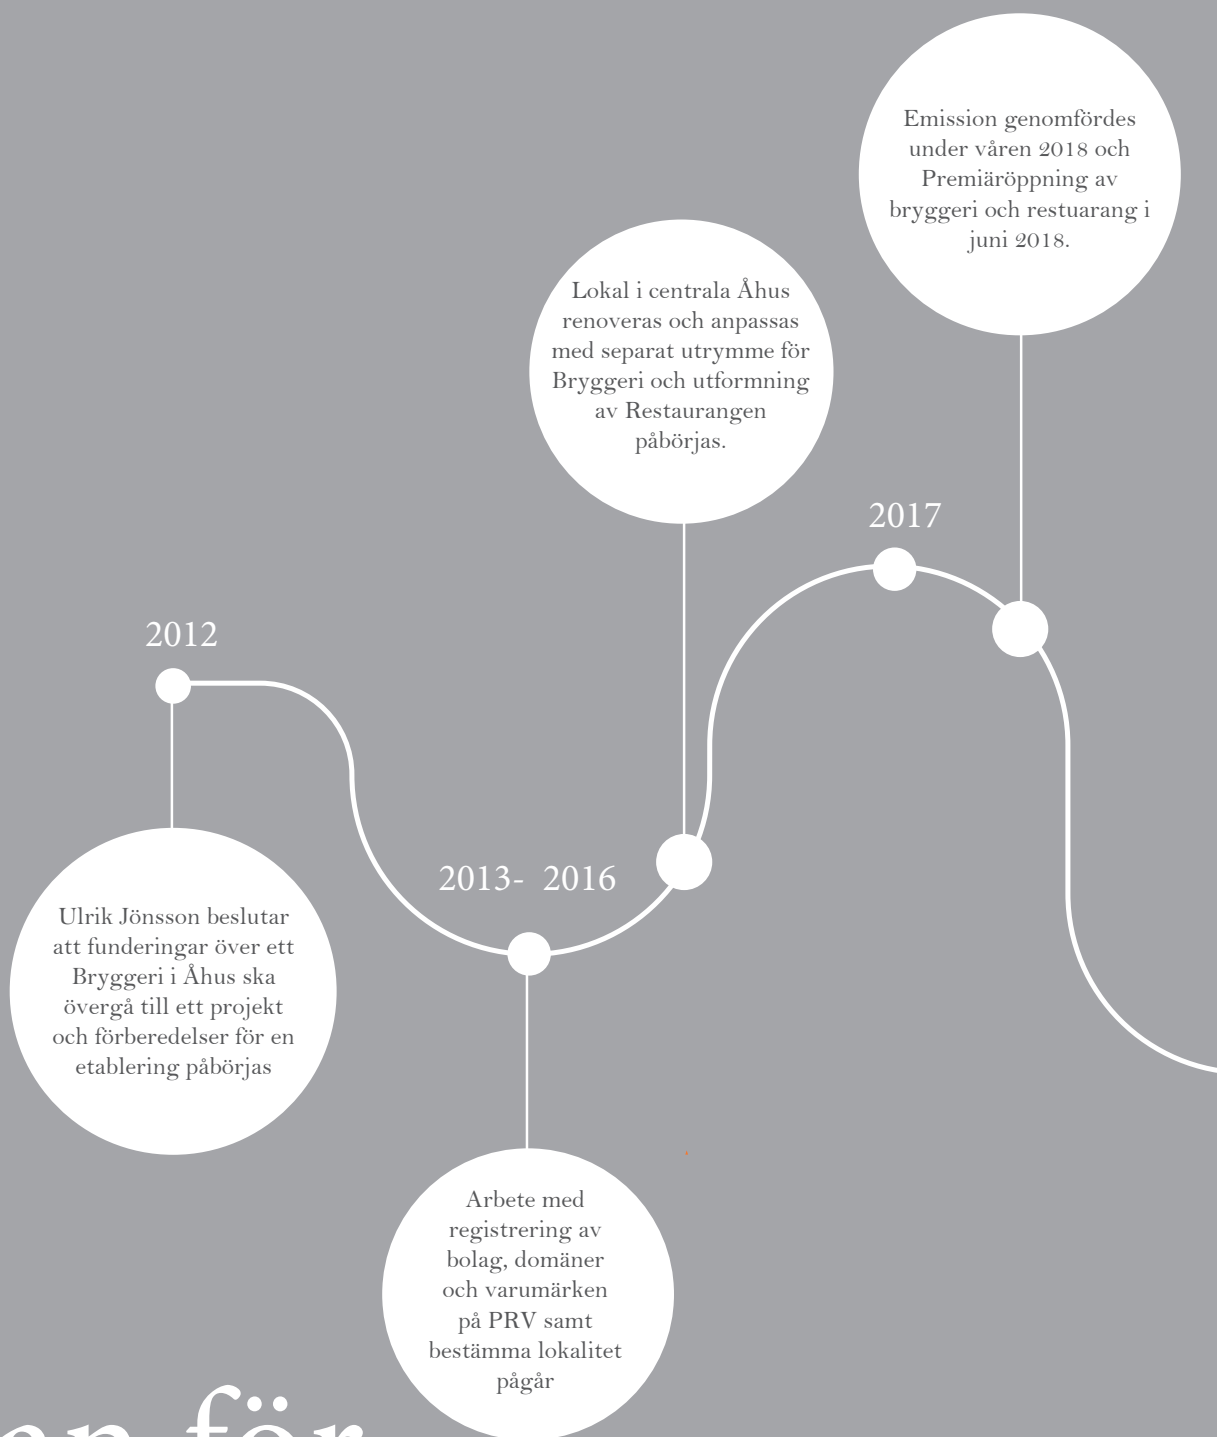 Emission genomfördes
under våren 2018 och
Premiäröppning av
bryggeri och restuarang i
juni 2018.
Lokal i centrala Åhus
renoveras och anpassas
med separat utrymme för
Bryggeri och utformning
av Restaurangen
påbörjas.
2017
2012
2013- 2016
Ulrik Jönsson beslutar
att funderingar över ett
Bryggeri i Åhus ska
övergå till ett projekt
och förberedelser för en
etablering påbörjas
Arbete med
registrering av
bolag, domäner
och varumärken
på PRV samt
bestämma lokalitet
pågår
för